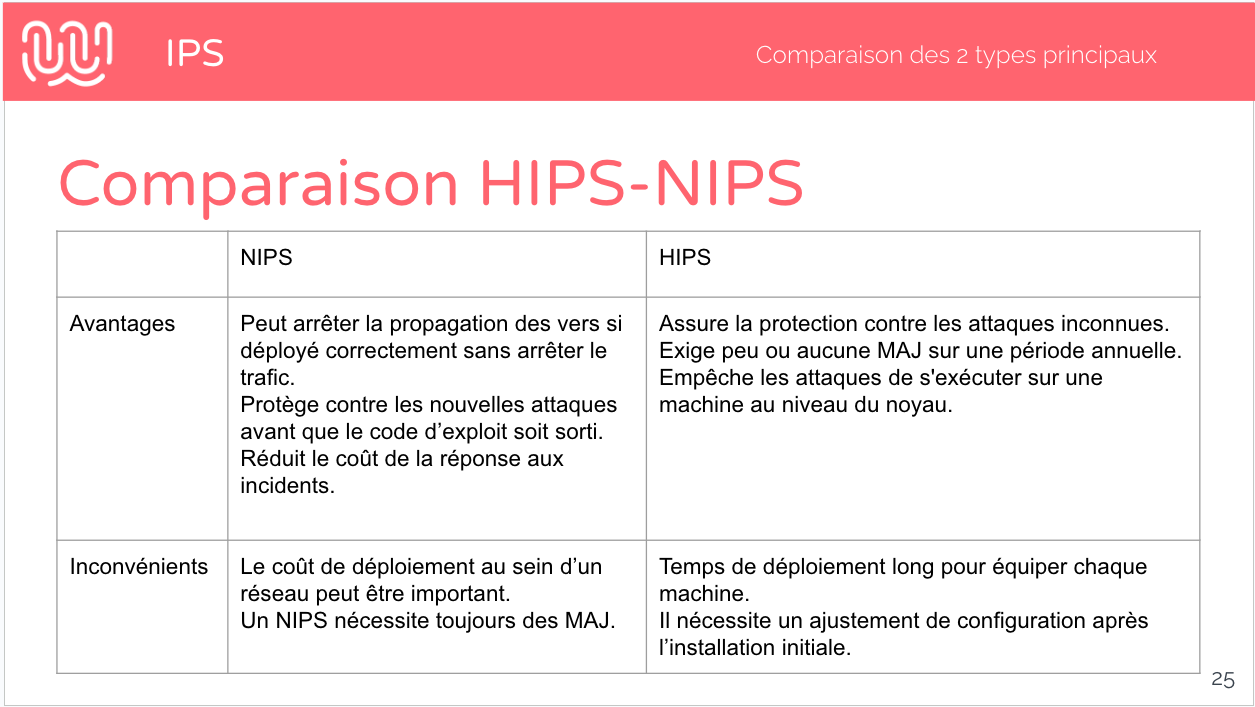 IPS
Comparaison des 2 types principaux
Comparaison HIPS-NIPS
NIPS
HIPS
Avantages
Peut arrêter la propagation des vers si
déployé correctement sans arrêter le
trafic.
Protège contre les nouvelles attaques
avant que le code d’exploit soit sorti.
Réduit le coût de la réponse aux
incidents.
Assure la protection contre les attaques inconnues.
Exige peu ou aucune MAJ sur une période annuelle.
Empêche les attaques de s'exécuter sur une
machine au niveau du noyau.
Inconvénients
Le coût de déploiement au sein d’un
réseau peut être important.
Un NIPS nécessite toujours des MAJ.
Temps de déploiement long pour équiper chaque
machine.
Il nécessite un ajustement de configuration après
l’installation initiale.
25